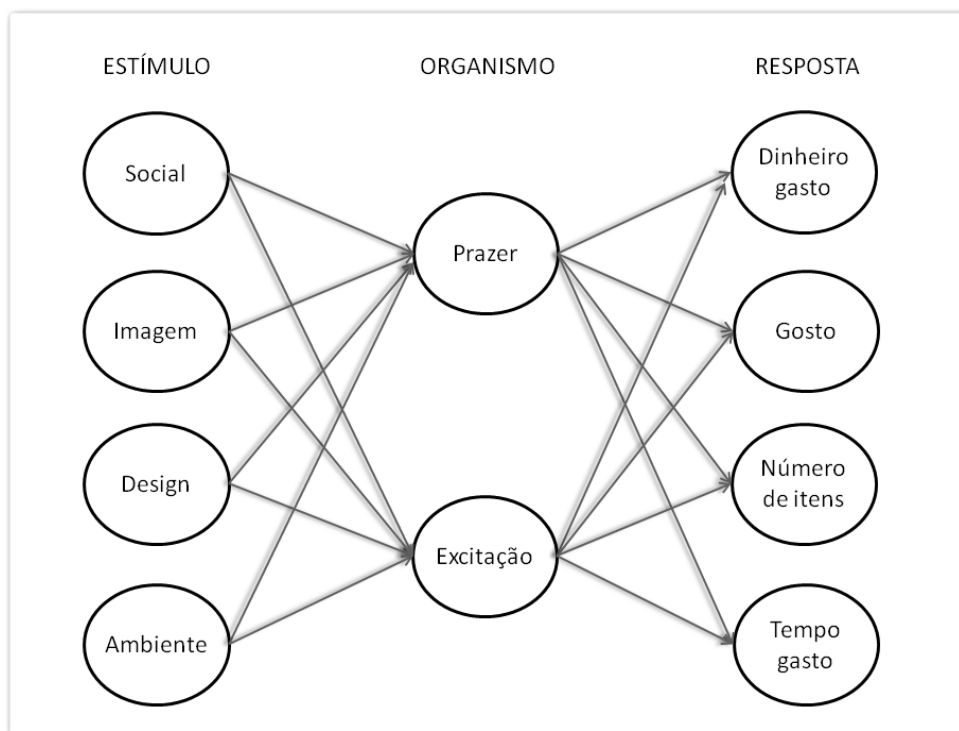 ESTÍMULO
ORGANISMO
RESPOSTA
Social
Imagem
Design
Ambiente
Prazer
Excitação
Dinheiro
gasto
Gosto
Número
de itens
Tempo
gasto